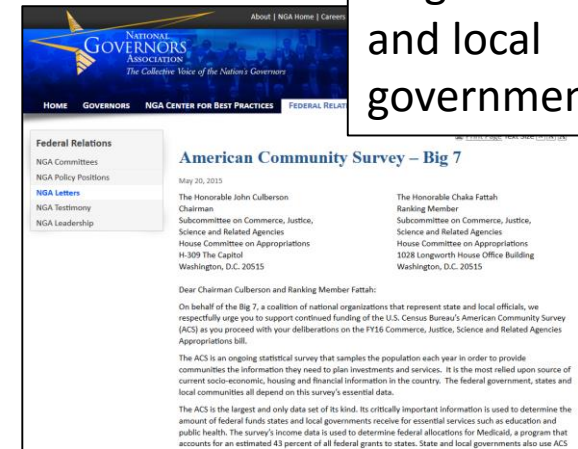 and local
governmen
About | NGA Home | Careers
NATIONAL
GOVERNORS
ASSOCIATION
The Collective Voice of the Nation's Governors
HOME GOVERNORS NGA CENTER FOR BEST PRACTICES FEDERAL RELAT
Print Page Text Size
Federal Relations
NGA Committees
NGA Policy Positions
NGA Letters
NGA Testimony
NGA Leadership
American Community Survey – Big 7
May 20, 2015
The Honorable John Culberson
Chairman
Subcommittee on Commerce, Justice,
Science and Related Agencies
House Committee on Appropriations
H-309 The Capitol
Washington, D.C. 20515
The Honorable Chaka Fattah
Ranking Member
Subcommittee on Commerce, Justice,
Science and Related Agencies
House Committee on Appropriations
1028 Longworth House Office Building
Washington, D.C. 20515
Dear Chairman Culberson and Ranking Member Fattah:
On behalf of the Big 7, a coalition of national organizations that represent state and local officials, we
respectfully urge you to support continued funding of the U.S. Census Bureau's American Community Survey
(ACS) as you proceed with your deliberations on the FY16 Commerce, Justice, Science and Related Agencies
Appropriations bill.
The ACS is an ongoing statistical survey that samples the population each year in order to provide
communities the information they need to plan investments and services. It is the most relied upon source of
current socio-economic, housing and financial information in the country. The federal government, states and
local communities all depend on this survey's essential data.
The ACS is the largest and only data set of its kind. Its critically important information is used to determine the
amount of federal funds states and local governments receive for essential services such as education and
public health. The survey's income data is used to determine federal allocations for Medicaid, a program that
accounts for an estimated 43 percent of all federal grants to states. State and local governments also use ACS